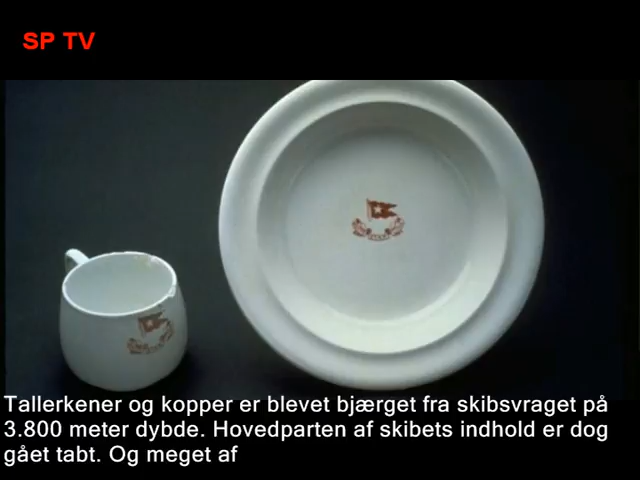 SP TV
Tallerkener og kopper er blevet bjærget fra skibsvraget på
3.800 meter dybde. Hovedparten af skibets indhold er dog
gået tabt. Og meget af